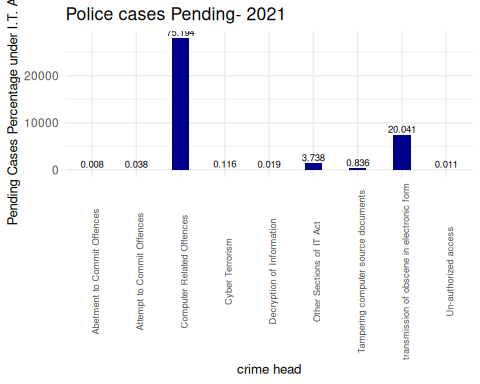 Police cases Pending- 2021
Pending Cases Percentage under I.T. A
20000
10000
0
0.008
0.038
75.194
0.116
0.019
3.738
0.836
20.041
0.011
Abetment to Commit Offences
Attempt to Commit Offences
Computer Related Offences
Cyber Terrorism
Decryption of Information
Other Sections of IT Act
Tampering computer source documents
transmission of obscene in electronic form
Un-authorized access
crime head